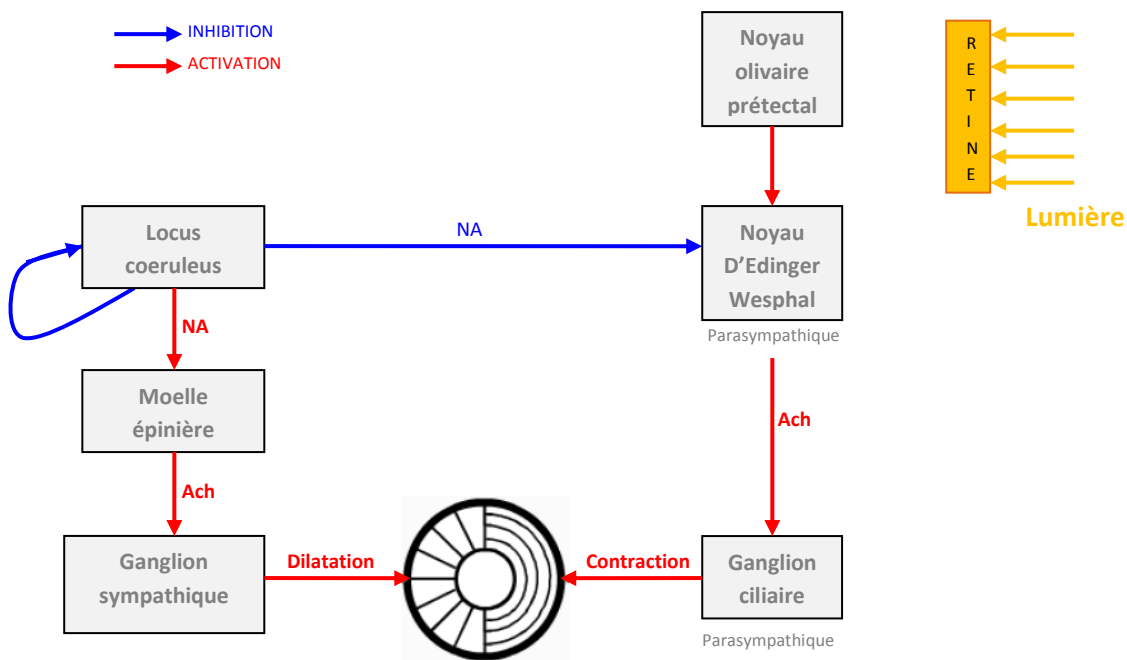 INHIBITION
ACTIVATION
Noyau
olivaire
prétectal
R
E
T
I
N
E
Lumière
Locus
coeruleus
NA
Noyau
D'Edinger
Wesphal
Parasympathique
NA
Moelle
épinière
Ach
Ach
Ganglion
sympathique
Dilatation
Contraction
Ganglion
ciliaire
Parasympathique